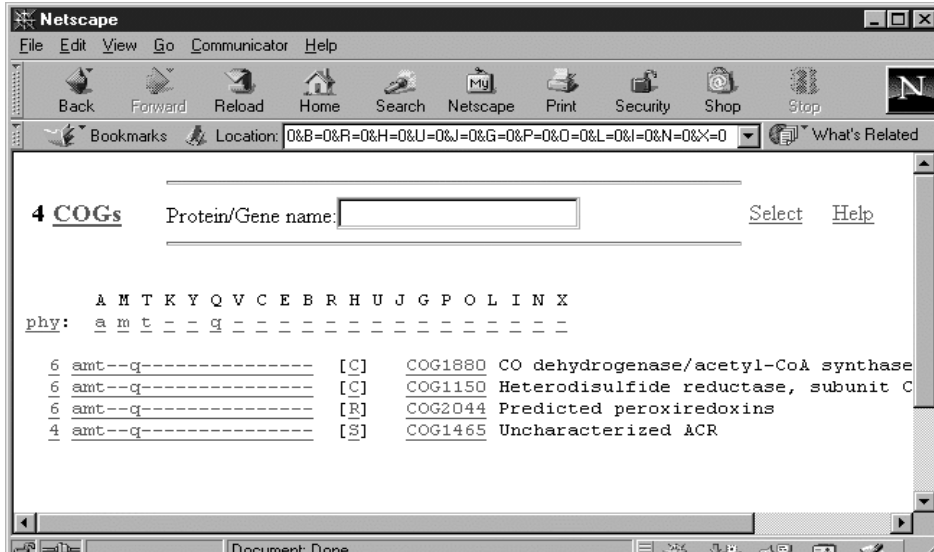 Netscape
File Edit View Go Communicator Help
Back Forward Reload Home Search Netscape Print Security Shop Stop
My
N
Bookmarks Location: 0&B=0&R=0&H=0&U=0&J=0&G=0&P=0&O=0&L=0&I=0&N=0&X=0 What's Related
4 COGs Protein/Gene name: Select Help
A M T K Y Q V C E B R H U J G P O L I N X
phy: a m t - - q - - - - - - - - - - - - - - -
6 amt--q--------------- [C] COG1880 CO dehydrogenase/acetyl-CoA synthase
6 amt--q--------------- [C] COG1150 Heterodisulfide reductase, subunit C
6 amt--q--------------- [R] COG2044 Predicted peroxiredoxins
4 amt--q--------------- [S] COG1465 Uncharacterized ACR
Document: Done